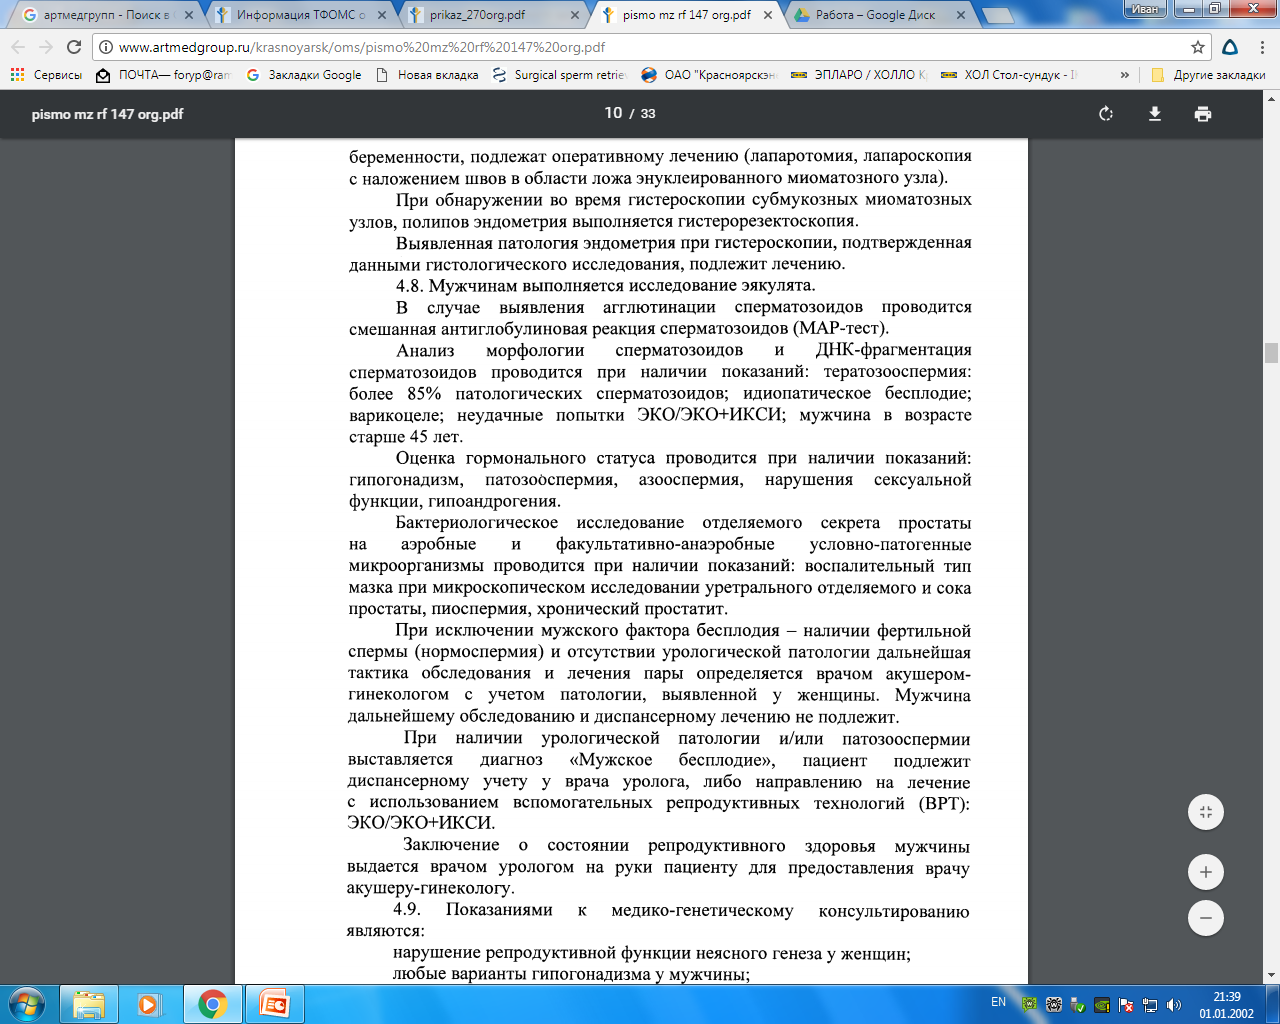 артмедгрупп - Поиск в
Информация ТФОМС о
prikaz_270org.pdf
pismo mz rf 147 org.pdf
Работа – Google Диск
Иван
www.artmedgroup.ru/krasnoyarsk/oms/pismo%20mz%20rf%20147%20org.pdf
Сервисы
ПОЧТА— foryp@ram
Закладки Google
Новая вкладка
Surgical sperm retrie
ОАО "Красноярскэн
ЭПЛАРО / ХОЛЛО К
ХОЛ Стол-сундук - I
»
Другие закладки
pismo mz rf 147 org.pdf
10 / 33
беременности, подлежат оперативному лечению (лапаротомия, лапароскопия
с наложением швов в области ложа энуклеированного миоматозного узла).
При обнаружении во время гистероскопии субмукозных миоматозных
узлов, полипов эндометрия выполняется гистерорезектоскопия.
Выявленная патология эндометрия при гистероскопии, подтвержденная
данными гистологического исследования, подлежит лечению.
4.8. Мужчинам выполняется исследование эякулята.
В случае выявления агглютинации сперматозоидов проводится
смешанная антиглобулиновая реакция сперматозоидов (МАР-тест).
Анализ морфологии сперматозоидов и ДНК-фрагментация
сперматозоидов проводится при наличии показаний: тератозооспермия:
более 85% патологических сперматозоидов; идиопатическое бесплодие;
варикоцеле; неудачные попытки ЭКО/ЭКО+ИКСИ; мужчина в возрасте
старше 45 лет.
Оценка гормонального статуса проводится при наличии показаний:
гипогонадизм, патозооспермия, азооспермия, нарушения сексуальной
функции, гипоандрогения.
Бактериологическое исследование отделяемого секрета простаты
на аэробные и факультативно-анаэробные условно-патогенные
микроорганизмы проводится при наличии показаний: воспалительный тип
мазка при микроскопическом исследовании уретрального отделяемого и сока
простаты, пиоспермия, хронический простатит.
При исключении мужского фактора бесплодия – наличии фертильной
спермы (нормоспермия) и отсутствии урологической патологии дальнейшая
тактика обследования и лечения пары определяется врачом акушером-
гинекологом с учетом патологии, выявленной у женщины. Мужчина
дальнейшему обследованию и диспансерному лечению не подлежит.
При наличии урологической патологии и/или патозооспермии
выставляется диагноз «Мужское бесплодие», пациент подлежит
диспансерному учету у врача уролога, либо направлению на лечение
с использованием вспомогательных репродуктивных технологий (ВРТ):
ЭКО/ЭКО+ИКСИ.
Заключение о состоянии репродуктивного здоровья мужчины
выдается врачом урологом на руки пациенту для предоставления врачу
акушеру-гинекологу.
4.9. Показаниями к медико-генетическому консультированию
являются:
нарушение репродуктивной функции неясного генеза у женщин;
любые варианты гипогонадизма у мужчины;
EN
21:39
01.01.2002